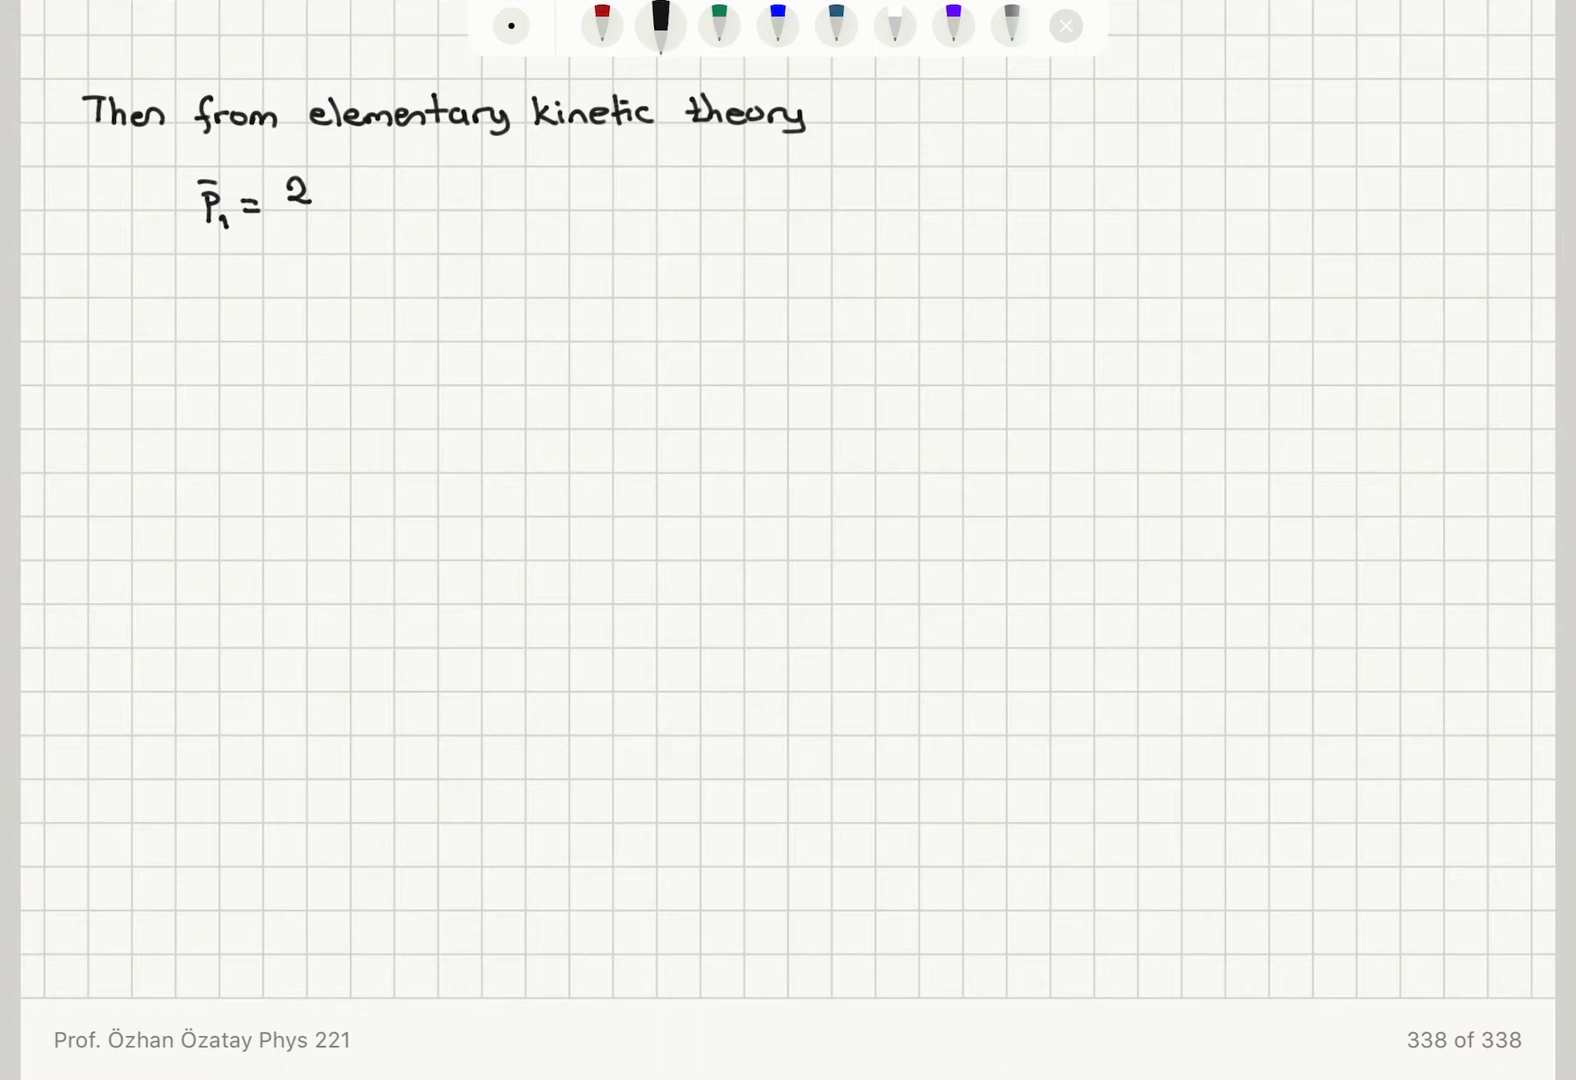 Then from elementary kinetic theory
p̄₁ = 2
Prof. Özhan Özatay Phys 221
338 of 338